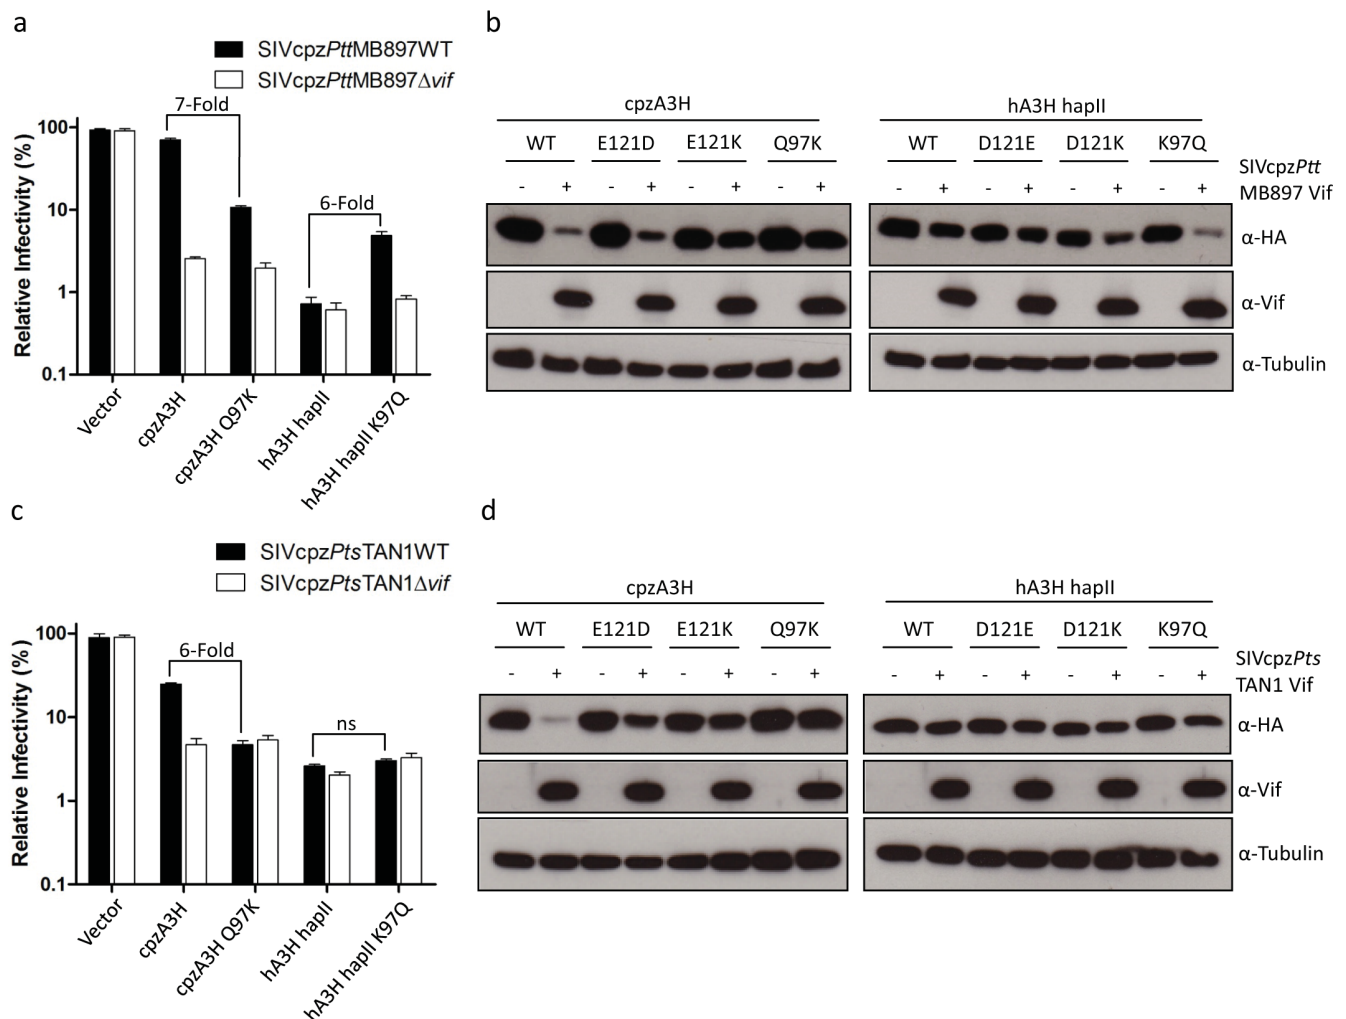 a
SIVcpzPttMB897WT
SIVcpzPttMB897Δvif
7-Fold
6-Fold
Relative Infectivity (%)
100
10
1
0.1
Vector
cpzA3H
cpzA3H Q97K
hA3H hapII
hA3H hapII K97Q
b
cpzA3H hA3H hapII
WT E121D E121K Q97K WT D121E D121K K97Q
SIVcpzPtt
MB897 Vif
- + - + - + - + - + - + - + - +
α-HA
α-Vif
α-Tubulin
c
SIVcpzPtsTAN1WT
SIVcpzPtsTAN1Δvif
6-Fold
ns
Relative Infectivity (%)
100
10
1
0.1
Vector
cpzA3H
cpzA3H Q97K
hA3H hapII
hA3H hapII K97Q
d
cpzA3H hA3H hapII
WT E121D E121K Q97K WT D121E D121K K97Q
SIVcpzPts
TAN1 Vif
- + - + - + - + - + - + - + - +
α-HA
α-Vif
α-Tubulin